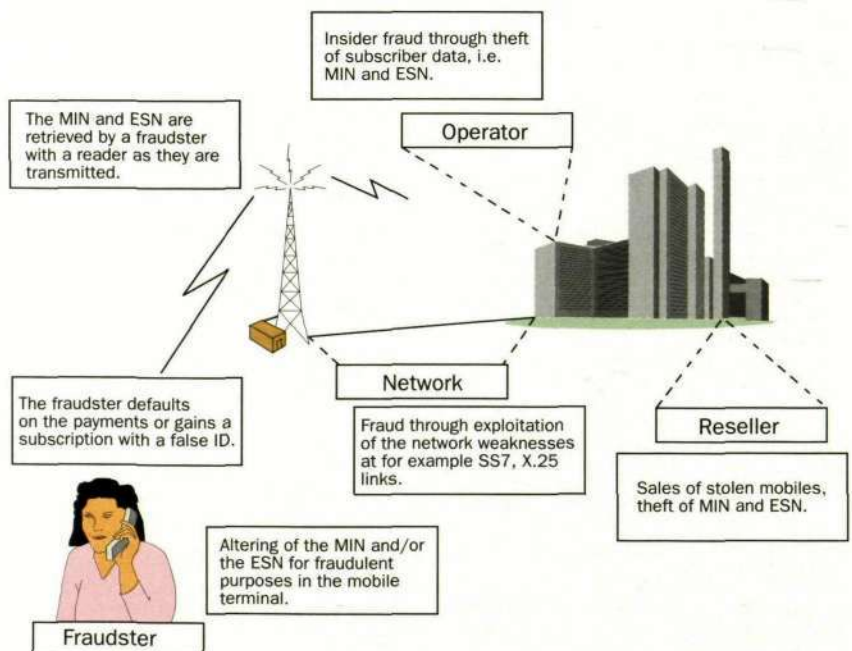 Insider fraud through theft
of subscriber data, i.e.
MIN and ESN.
Operator
The MIN and ESN are
retrieved by a fraudster
with a reader as they are
transmitted.
Network
Fraud through exploitation
of the network weaknesses
at for example SS7, X.25
links.
Reseller
Sales of stolen mobiles,
theft of MIN and ESN.
The fraudster defaults
on the payments or gains a
subscription with a false ID.
Altering of the MIN and/or
the ESN for fraudulent
purposes in the mobile
terminal.
Fraudster